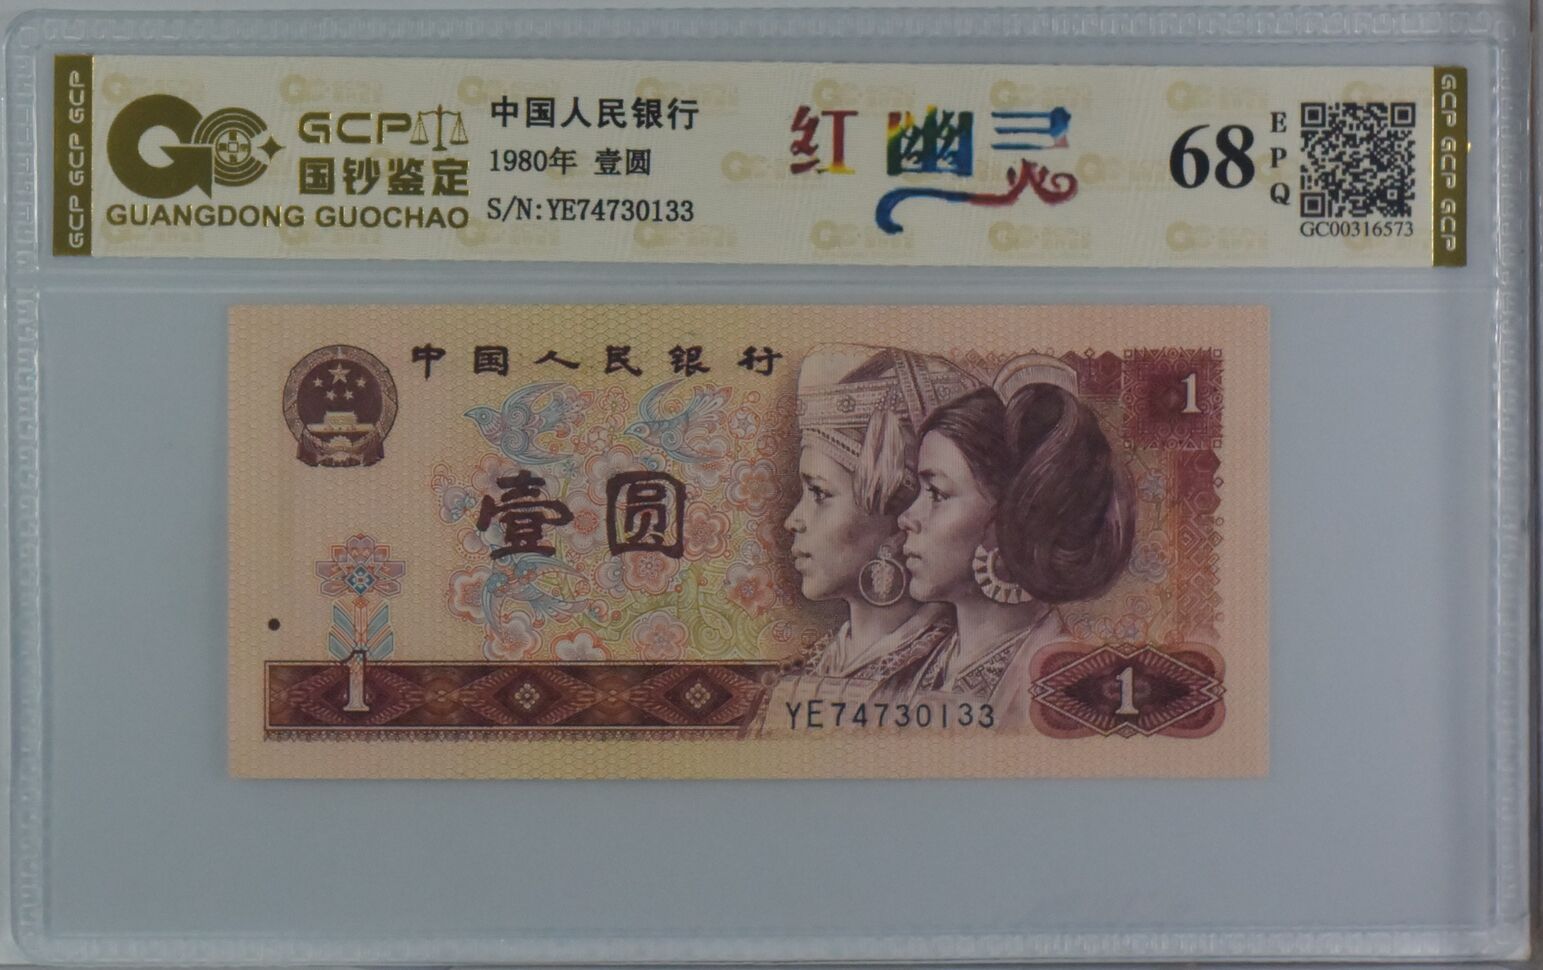 GCP GCP GCP
GCP
国钞鉴定
GUANGDONG GUOCHAO
中国人民银行
1980年 壹圆
S/N:YE74730133
红幽灵
68
EPQ
GC00316573
GCP GCP GCP
中国人民银行
1
壹圆
1
YE74730133
1